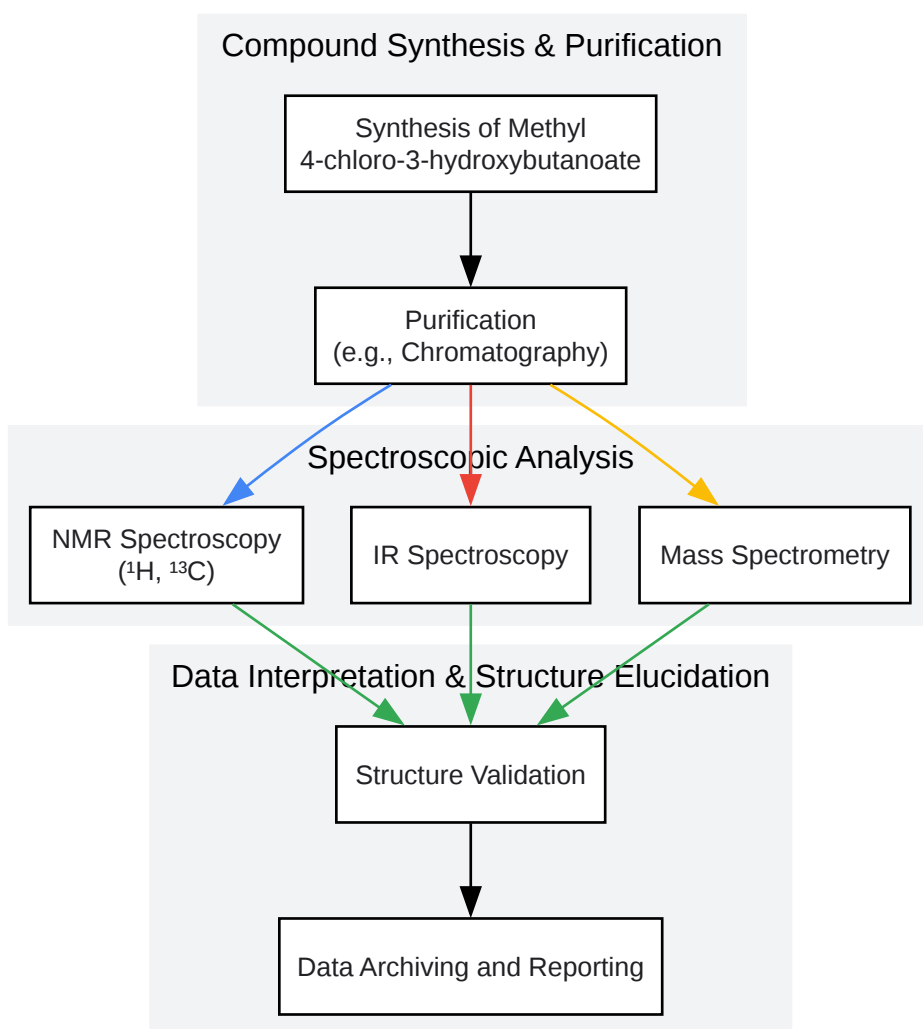 Compound Synthesis & Purification
Synthesis of Methyl
4-chloro-3-hydroxybutanoate
Purification
(e.g., Chromatography)
Spectroscopic Analysis
NMR Spectroscopy
(¹H, ¹³C)
IR Spectroscopy
Mass Spectrometry
Data Interpretation & Structure Elucidation
Structure Validation
Data Archiving and Reporting